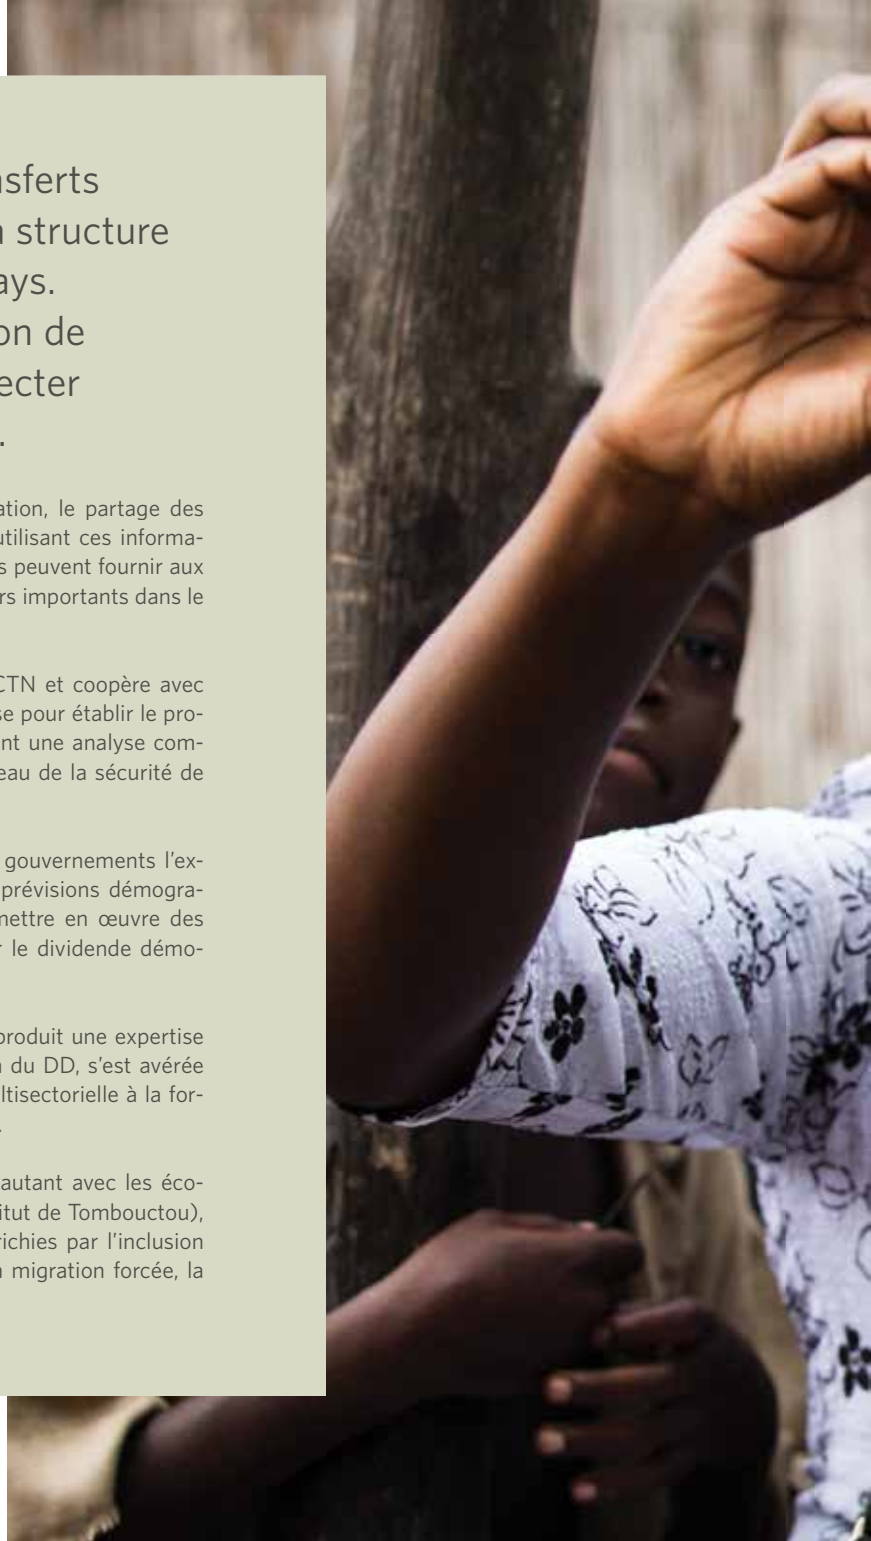 nsferts
n structure
ays.
on de
ecter
.
ation, le partage des
utilisant ces informa-
s peuvent fournir aux
rs importants dans le
CTN et coopère avec
se pour établir le pro-
nt une analyse com-
eau de la sécurité de
gouvernements l'ex-
prévisions démogra-
mettre en œuvre des
r le dividende démo-
produit une expertise
n du DD, s'est avérée
ltisectorielle à la for-
.
autant avec les éco-
titut de Tombouctou),
richies par l'inclusion
a migration forcée, la